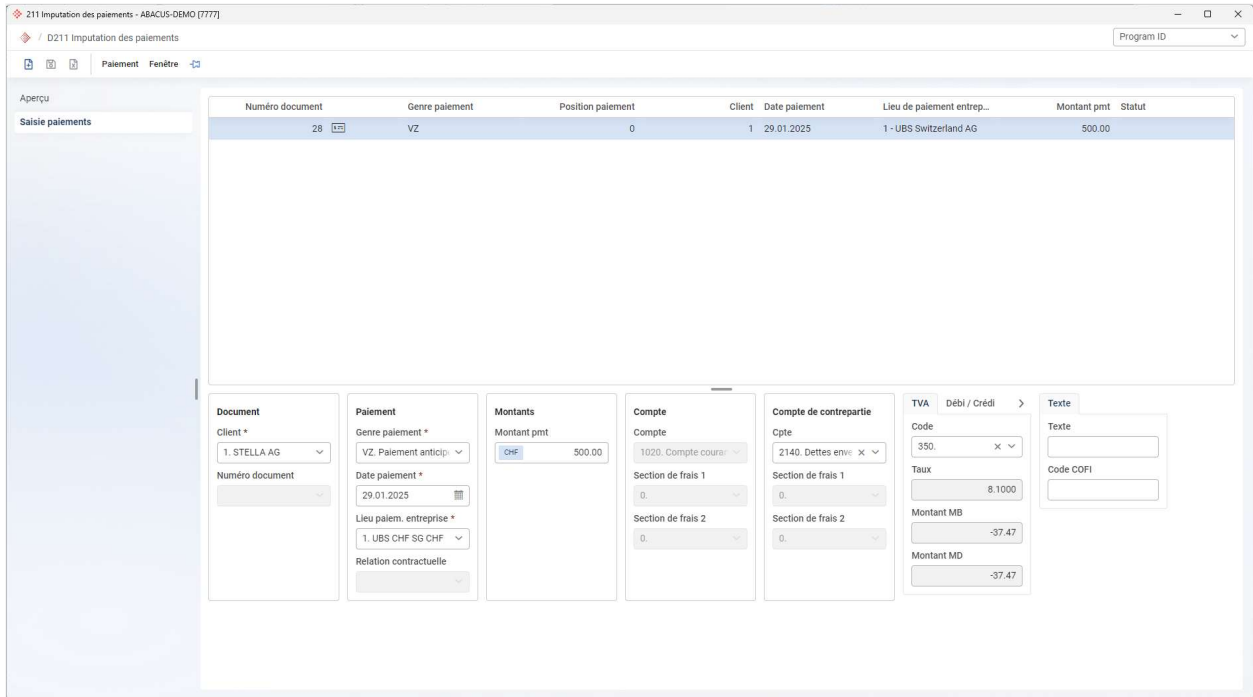 211 Imputation des paiements - ABACUS-DEMO [7777]
/ D211 Imputation des paiements
Program ID
Paiement Fenêtre
Aperçu
Saisie paiements
Numéro document Genre paiement Position paiement Client Date paiement Lieu de paiement entrep... Montant pmt Statut
28 VZ 0 1 29.01.2025 1 - UBS Switzerland AG 500.00
Document
Client *
1. STELLA AG
Numéro document
Paiement
Genre paiement *
VZ. Paiement anticip
Date paiement *
29.01.2025
Lieu paiem. entreprise *
1. UBS CHF SG CHF
Relation contractuelle
Montants
Montant pmt
CHF 500.00
Compte
Compte
1020. Compte couran
Section de frais 1
0.
Section de frais 2
0.
Compte de contrepartie
Cpte
2140. Dettes enve
Section de frais 1
0.
Section de frais 2
0.
TVA Débi / Crédi
Code
350.
Taux
8.1000
Montant MB
-37.47
Montant MD
-37.47
Texte
Texte
Code COFI